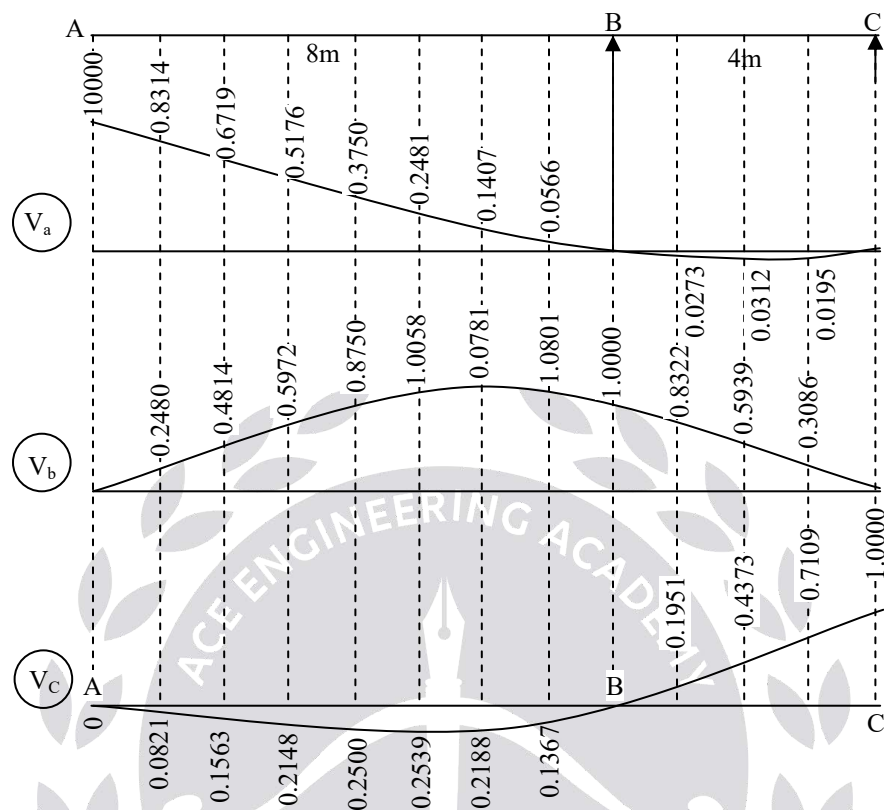 A B C
8m 4m
10000 0.8314 0.6719 0.5176 0.3750 0.2481 0.1407 0.0566
Va
0.0273 0.0312 0.0195
0.2480 0.4814 0.5972 0.8750 1.0058 0.0781 1.0801 1.0000 0.8322 0.5939 0.3086
Vb
ACE ENGINEERING ACADEMY
0.1951 0.4373 0.7109 1.0000
VC A B C
0 0.0821 0.1563 0.2148 0.2500 0.2539 0.2188 0.1367